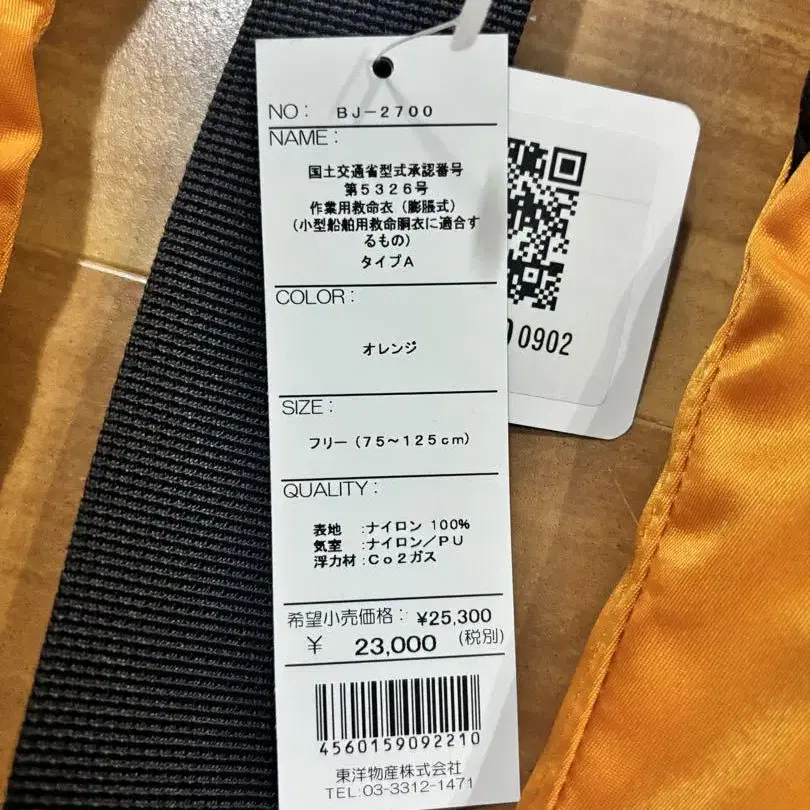 NO: BJ-2700
NAME:
国土交通省型式承認番号
第5326号
作業用救命衣(膨脹式)
(小型船舶用救命胴衣に適合す
るもの)
タイプA
COLOR:
オレンジ
SIZE:
フリー(75~125cm)
QUALITY:
表地 :ナイロン 100%
気室 :ナイロン/PU
浮力材:Co2ガス
希望小売価格: ¥25,300
¥ 23,000 (税別)
4560159092210
東洋物産株式会社
TEL:03-3312-1471
0902